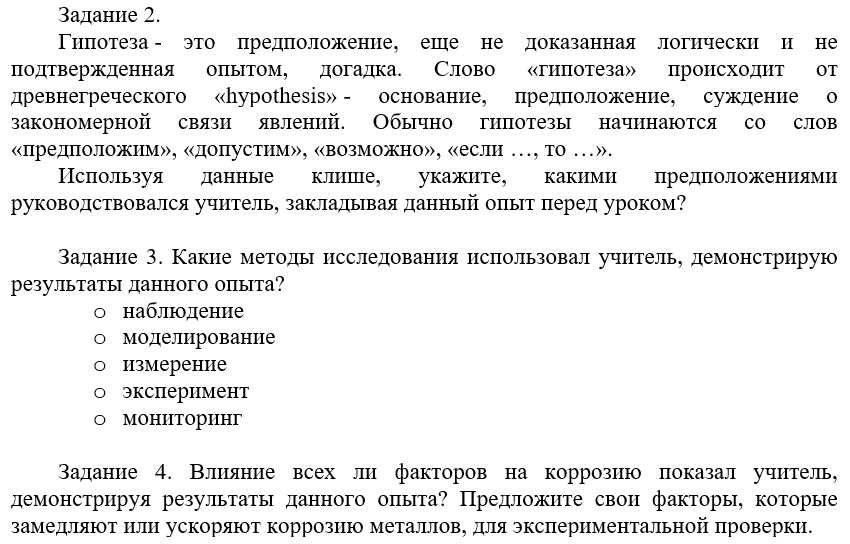 Задание 2.
Гипотеза - это предположение, еще не доказанная логически и не
подтвержденная опытом, догадка. Слово «гипотеза» происходит от
древнегреческого «hypothesis» - основание, предположение, суждение о
закономерной связи явлений. Обычно гипотезы начинаются со слов
«предположим», «допустим», «возможно», «если …, то …».
Используя данные клише, укажите, какими предположениями
руководствовался учитель, закладывая данный опыт перед уроком?
Задание 3. Какие методы исследования использовал учитель, демонстрирую
результаты данного опыта?
o наблюдение
o моделирование
o измерение
o эксперимент
o мониторинг
Задание 4. Влияние всех ли факторов на коррозию показал учитель,
демонстрируя результаты данного опыта? Предложите свои факторы, которые
замедляют или ускоряют коррозию металлов, для экспериментальной проверки.